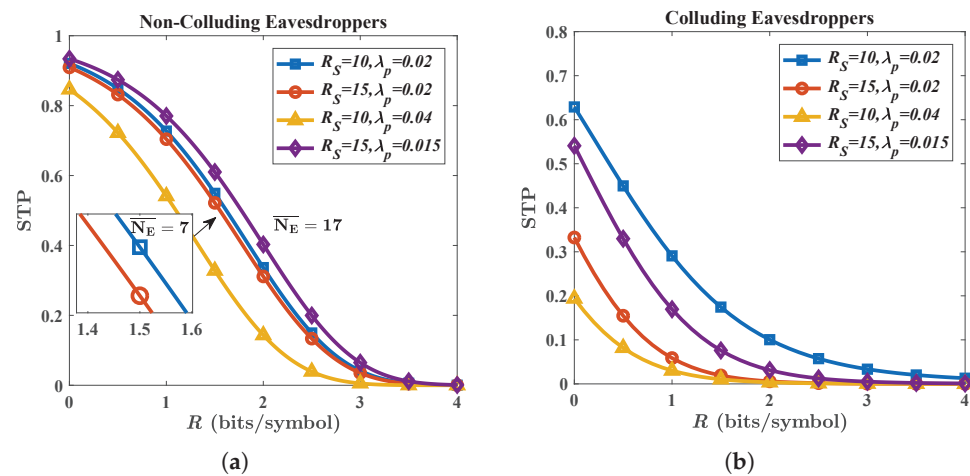 Non-Colluding Eavesdroppers
1
0.8
0.6
0.4
0.2
0
STP
R_S=10,λ_p=0.02
R_S=15,λ_p=0.02
R_S=10,λ_p=0.04
R_S=15,λ_p=0.015
N̅_E̅ = 7
N̅_E̅ = 17
1.4 1.5 1.6
0 1 2 3 4
R (bits/symbol)
(a)
Colluding Eavesdroppers
0.8
0.7
0.6
0.5
0.4
0.3
0.2
0.1
0
STP
R_S=10,λ_p=0.02
R_S=15,λ_p=0.02
R_S=10,λ_p=0.04
R_S=15,λ_p=0.015
0 1 2 3 4
R (bits/symbol)
(b)